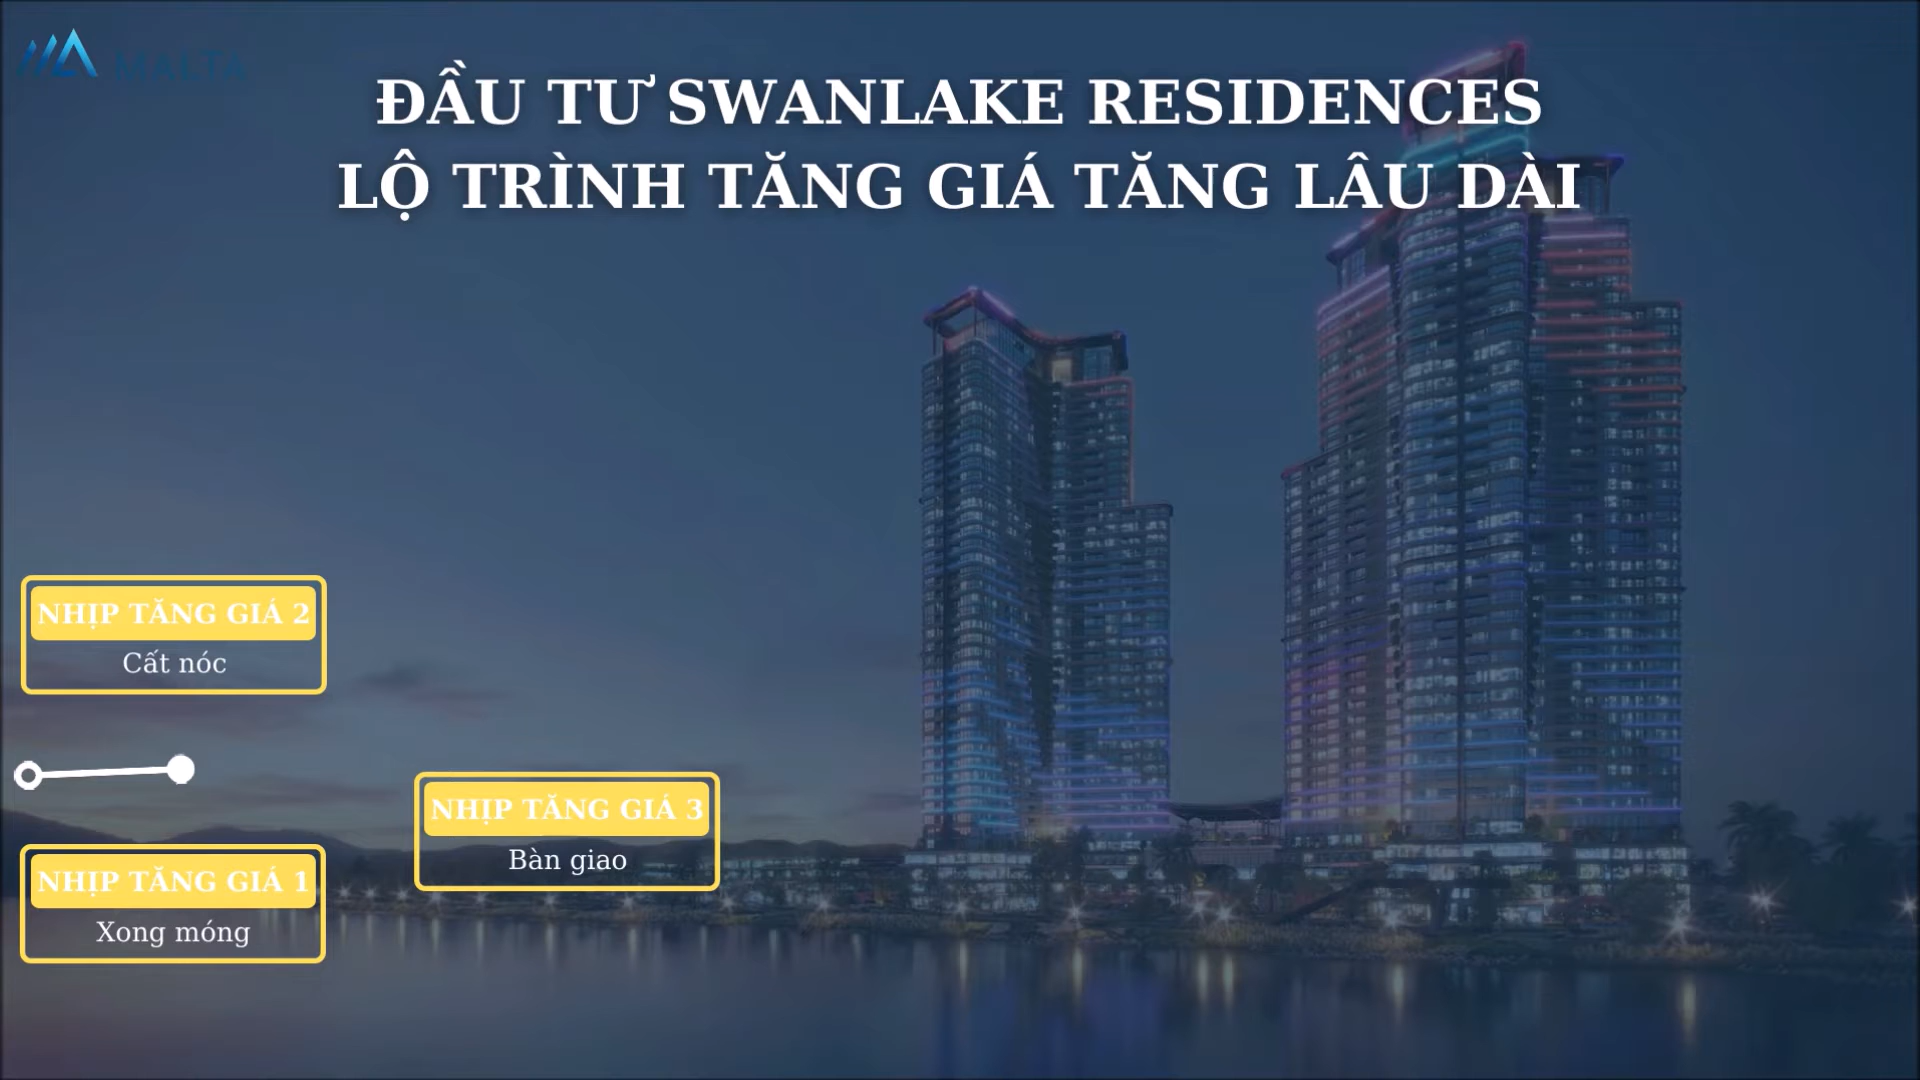 MALTA
ĐẦU TƯ SWANLAKE RESIDENCES
LỘ TRÌNH TĂNG GIÁ TĂNG LÂU DÀI
NHỊP TĂNG GIÁ 2
Cất nóc
NHỊP TĂNG GIÁ 3
Bàn giao
NHỊP TĂNG GIÁ 1
Xong móng